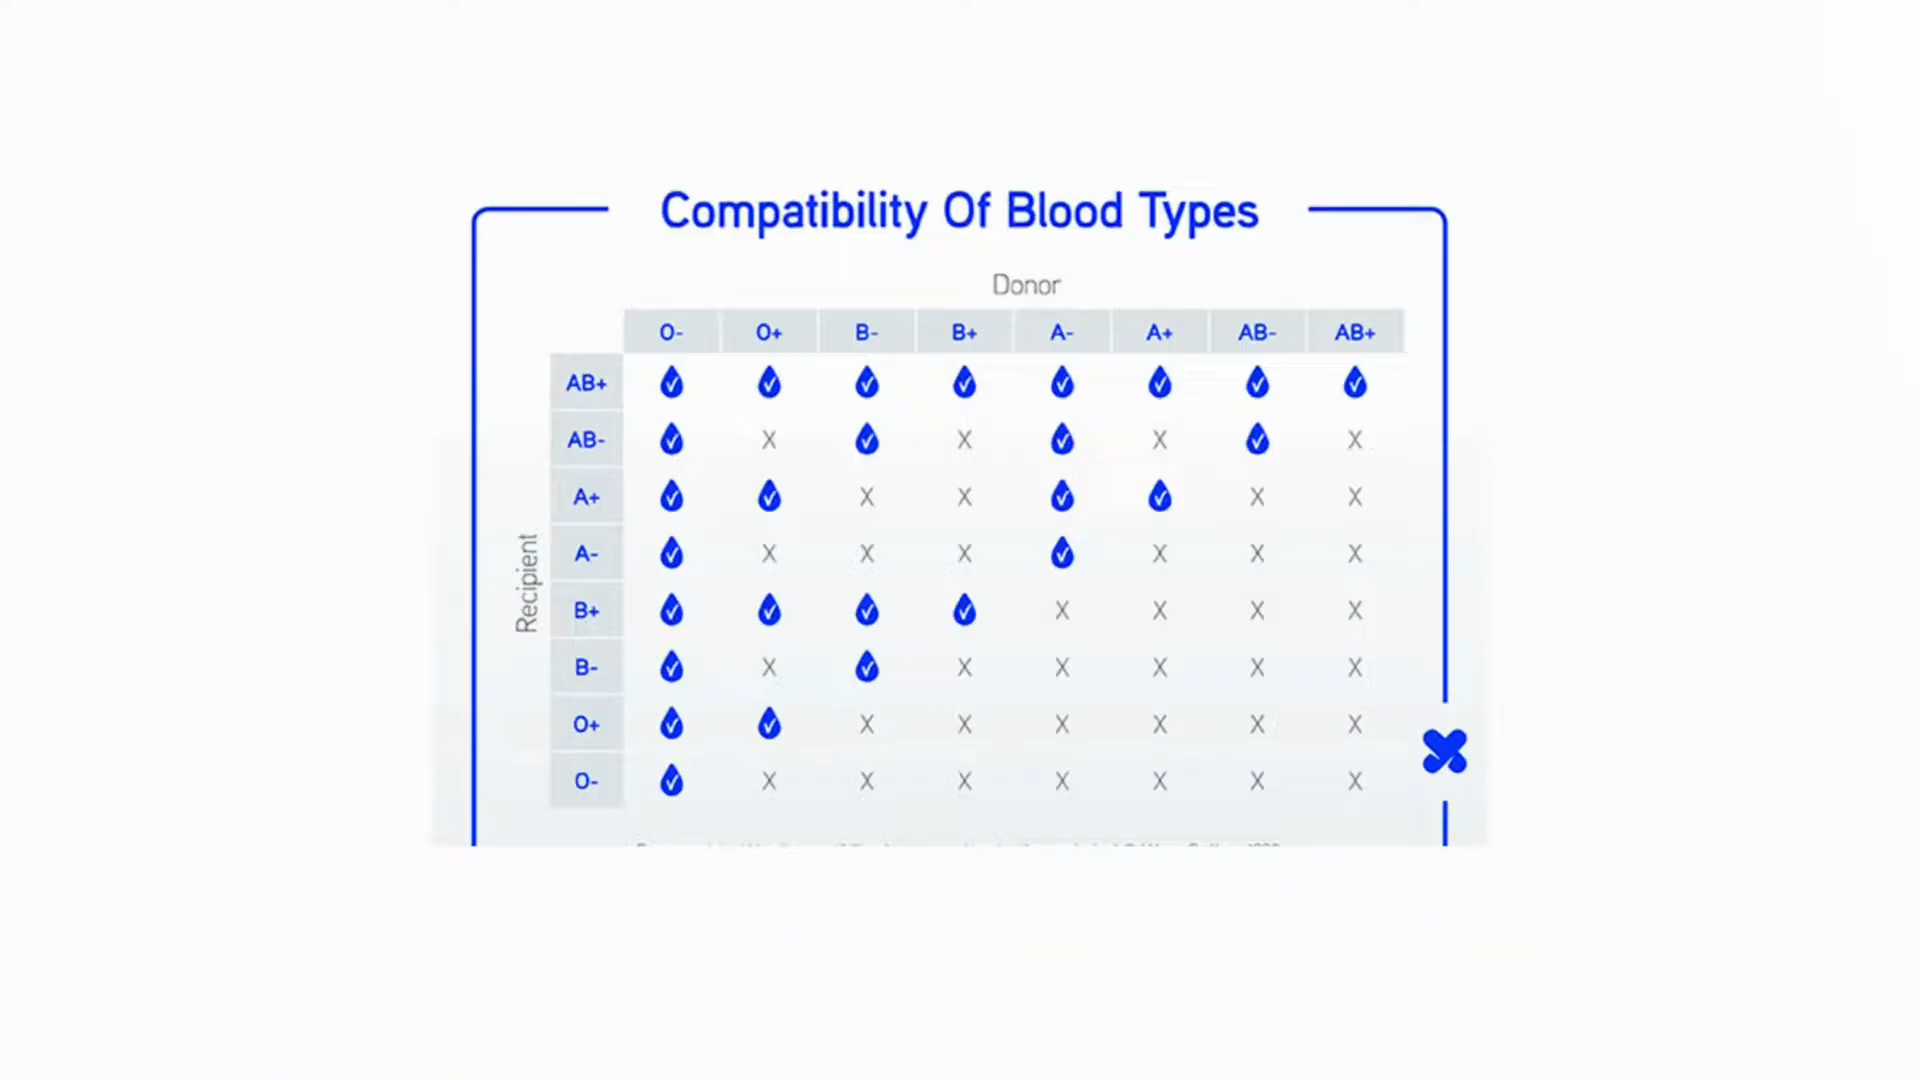 Compatibility Of Blood Types
Donor
O- O+ B- B+ A- A+ AB- AB+
Recipient
AB+
AB- X X X X
A+ X X X X
A- X X X X X X
B+ X X X X
B- X X X X X X
O+ X X X X X X
O- X X X X X X X